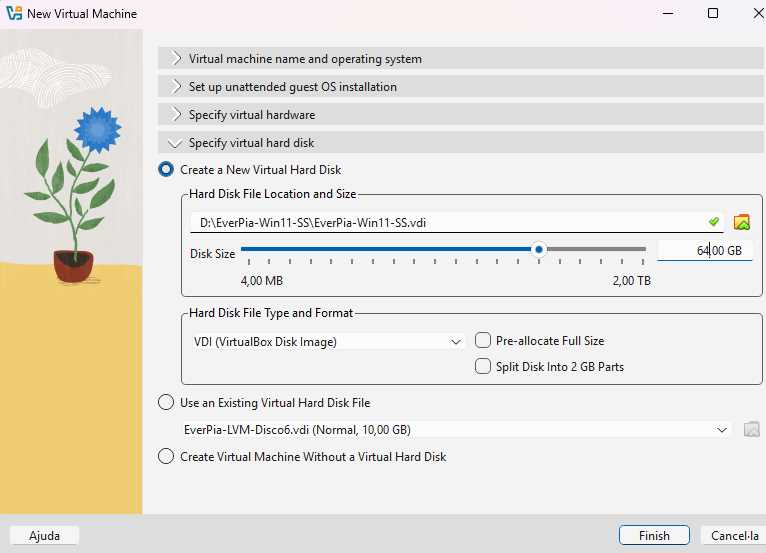 New Virtual Machine
Virtual machine name and operating system
Set up unattended guest OS installation
Specify virtual hardware
Specify virtual hard disk
Create a New Virtual Hard Disk
Hard Disk File Location and Size
D:\EverPia-Win11-SS\EverPia-Win11-SS.vdi
Disk Size
64,00 GB
4,00 MB 2,00 TB
Hard Disk File Type and Format
VDI (VirtualBox Disk Image)
Pre-allocate Full Size
Split Disk Into 2 GB Parts
Use an Existing Virtual Hard Disk File
EverPia-LVM-Disco6.vdi (Normal, 10,00 GB)
Create Virtual Machine Without a Virtual Hard Disk
Ajuda Finish Cancel·la